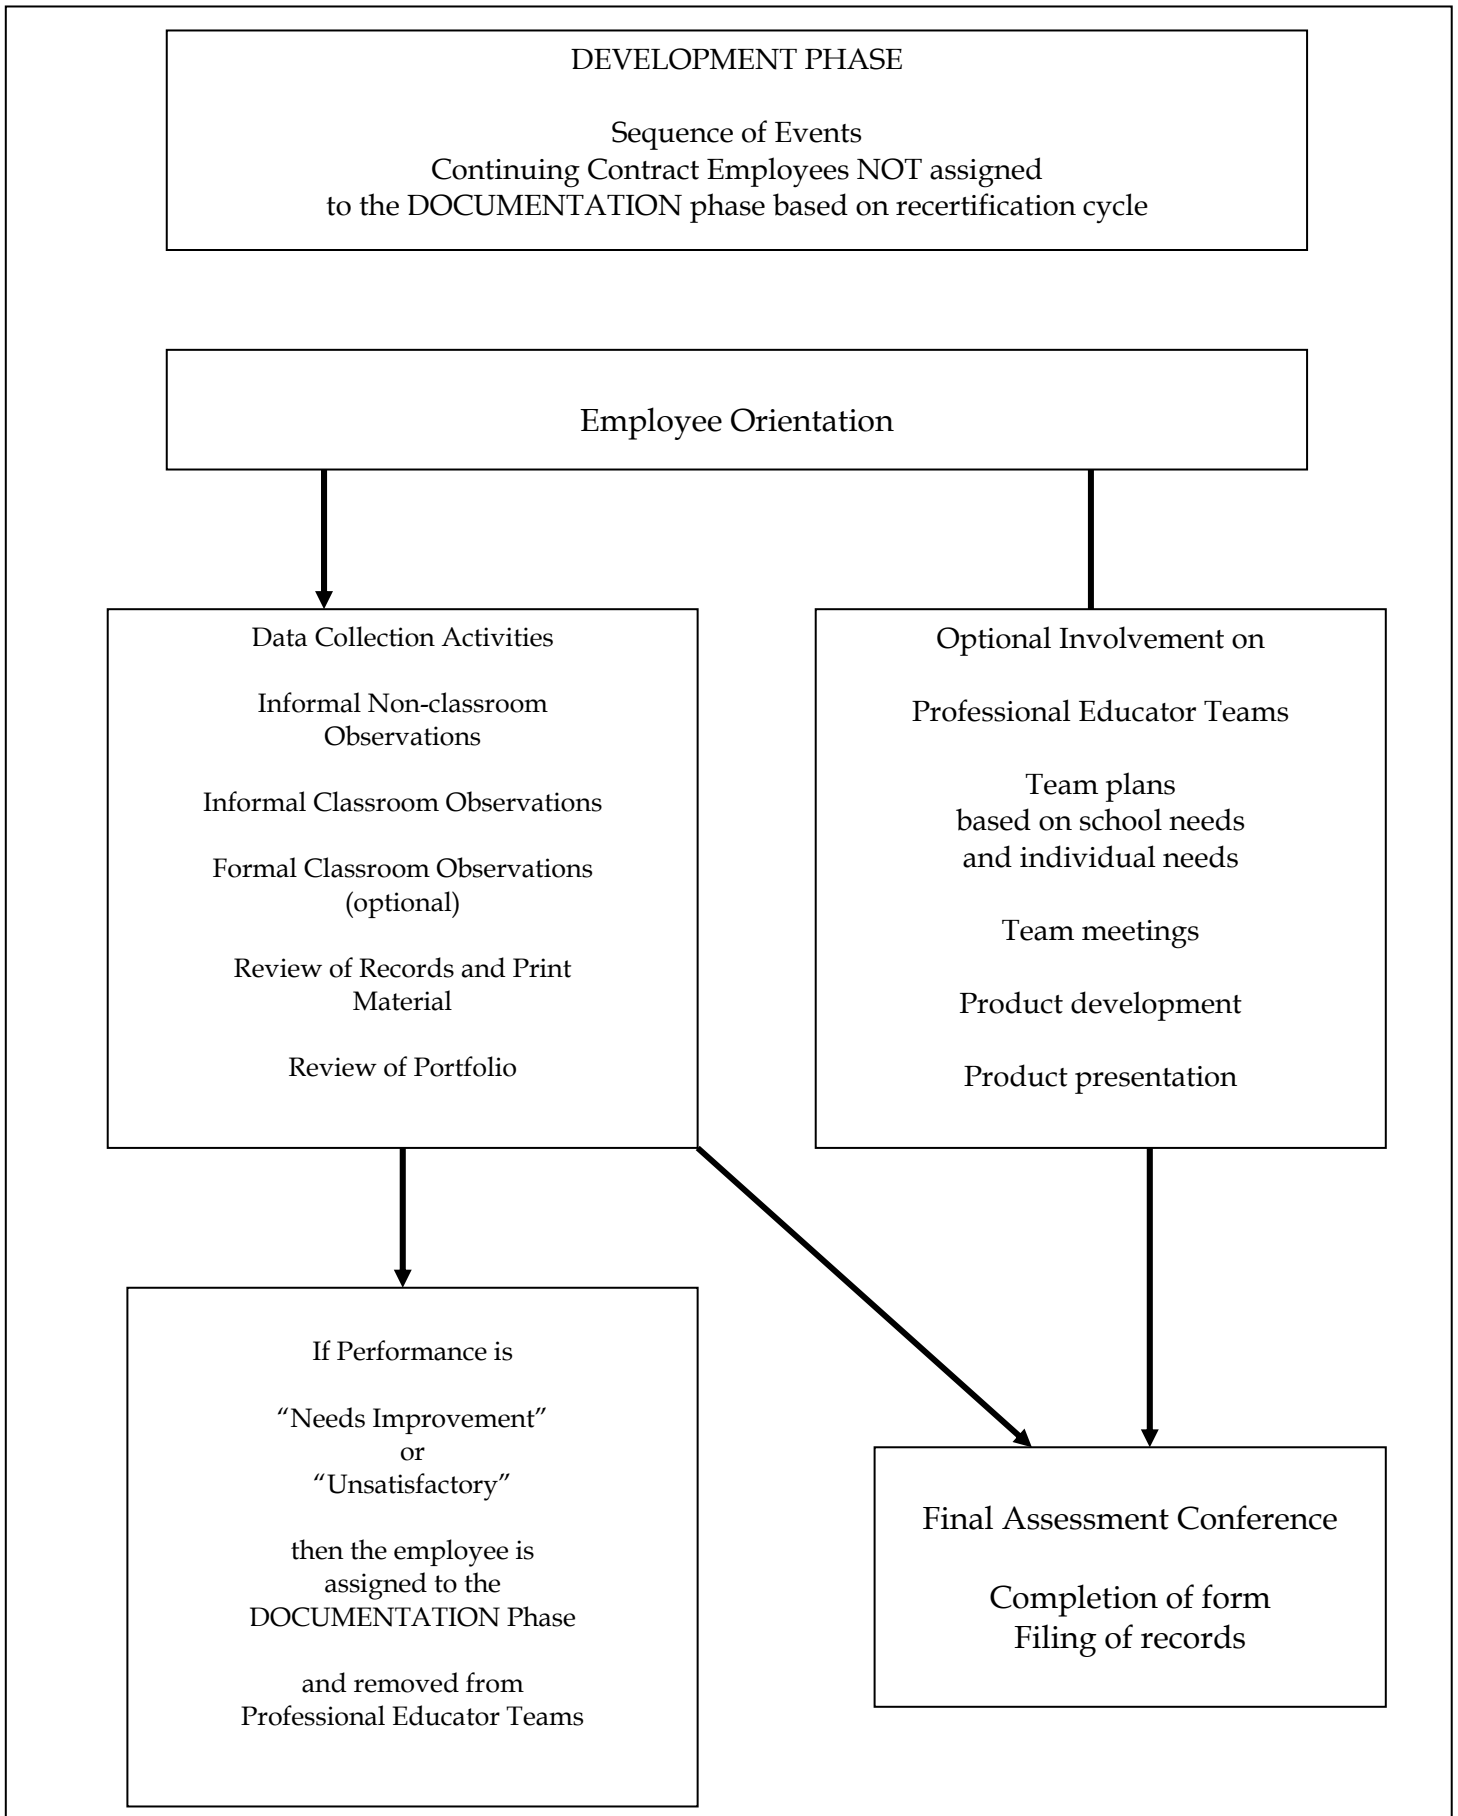 DEVELOPMENT PHASE
Sequence of Events
Continuing Contract Employees NOT assigned
to the DOCUMENTATION phase based on recertification cycle
Employee Orientation
Data Collection Activities
Informal Non-classroom
Observations
Informal Classroom Observations
Formal Classroom Observations
(optional)
Review of Records and Print
Material
Review of Portfolio
Optional Involvement on
Professional Educator Teams
Team plans
based on school needs
and individual needs
Team meetings
Product development
Product presentation
If Performance is
“Needs Improvement”
or
“Unsatisfactory”
then the employee is
assigned to the
DOCUMENTATION Phase
and removed from
Professional Educator Teams
Final Assessment Conference
Completion of form
Filing of records